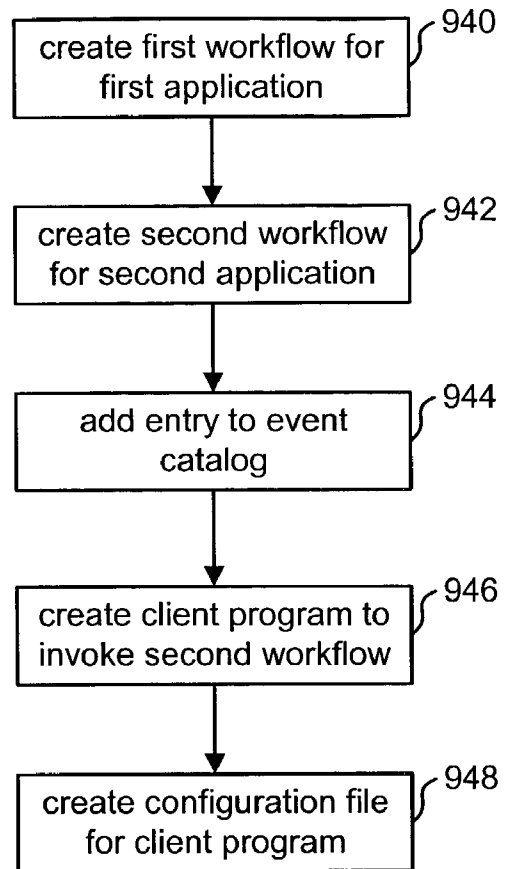 940
create first workflow for
first application
942
create second workflow
for second application
944
add entry to event
catalog
946
create client program to
invoke second workflow
948
create configuration file
for client program